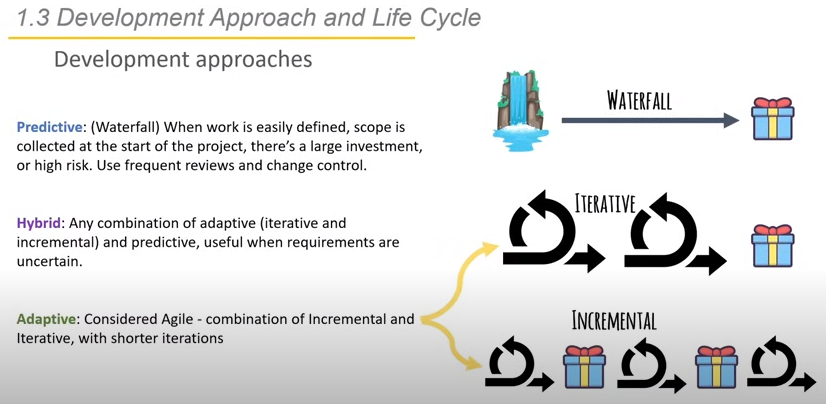 1.3 Development Approach and Life Cycle
Development approaches
Predictive: (Waterfall) When work is easily defined, scope is
collected at the start of the project, there's a large investment,
or high risk. Use frequent reviews and change control.
WATERFALL
Hybrid: Any combination of adaptive (iterative and
incremental) and predictive, useful when requirements are
uncertain.
ITERATIVE
Adaptive: Considered Agile - combination of Incremental and
Iterative, with shorter iterations
INCREMENTAL